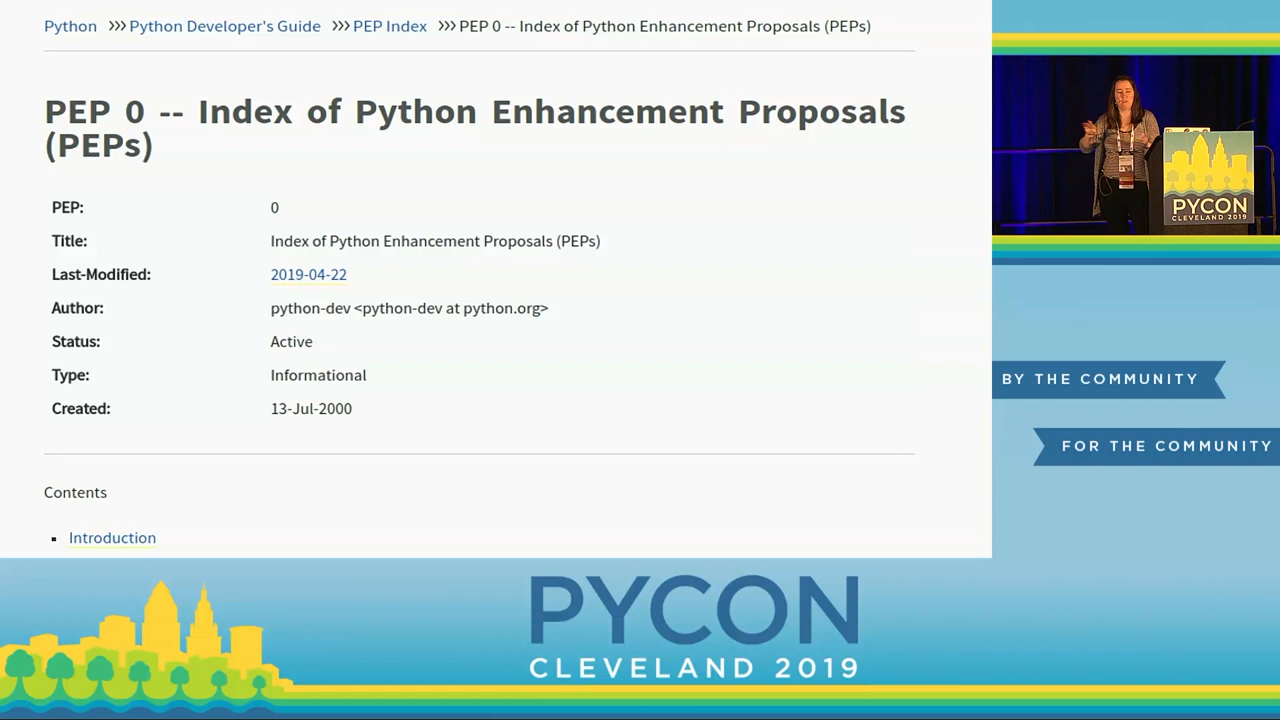 Python >>> Python Developer's Guide >>> PEP Index >>> PEP 0 -- Index of Python Enhancement Proposals (PEPs)
PEP 0 -- Index of Python Enhancement Proposals
(PEPs)
PEP: 0
Title: Index of Python Enhancement Proposals (PEPs)
Last-Modified: 2019-04-22
Author: python-dev <python-dev at python.org>
Status: Active
Type: Informational
Created: 13-Jul-2000
Contents
Introduction
PYCON
CLEVELAND 2019
BY THE COMMUNITY
FOR THE COMMUNITY
PYCON
CLEVELAND 2019